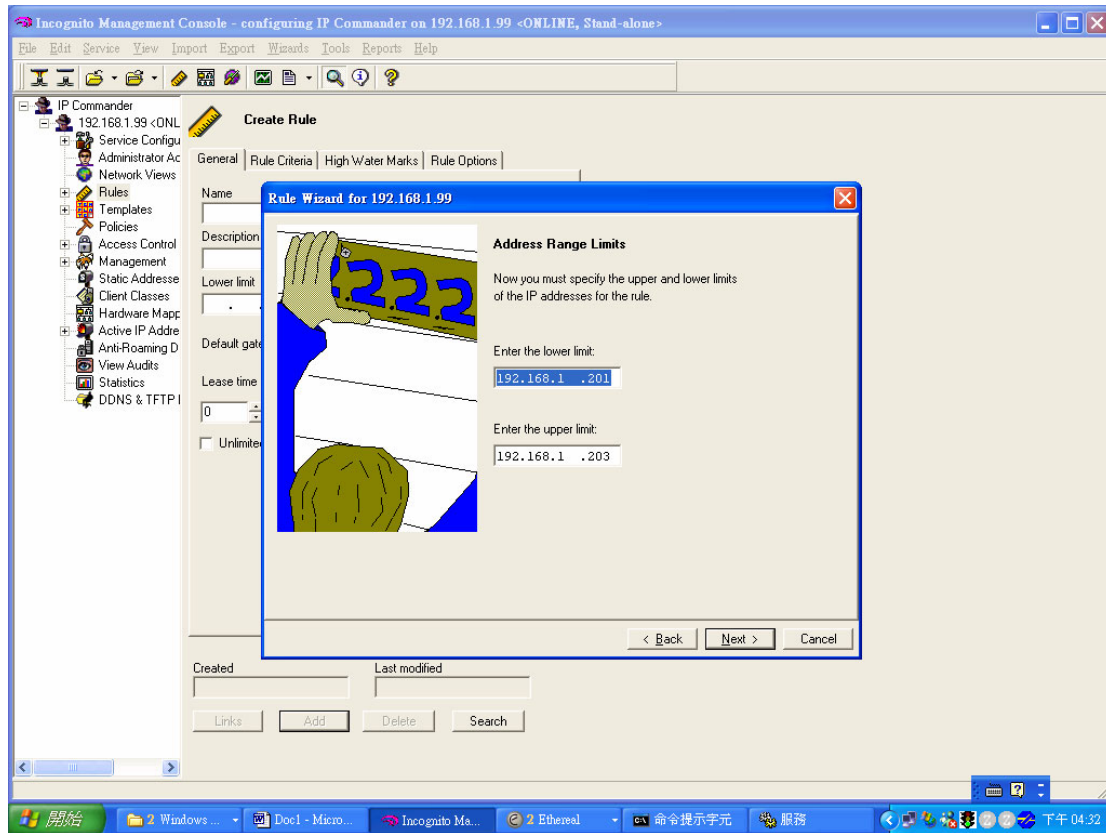 Incognito Management Console - configuring IP Commander on 192.168.1.99 <ONLINE, Stand-alone>
File Edit Service View Import Export Wizards Tools Reports Help
IP Commander
192.168.1.99 <ONL
Service Configu
Administrator Ac
Network Views
Rules
Templates
Policies
Access Control
Management
Static Addresse
Client Classes
Hardware Mapp
Active IP Addre
Anti-Roaming D
View Audits
Statistics
DDNS & TFTP
Create Rule
General Rule Criteria High Water Marks Rule Options
Name
Description
Lower limit
. .
Default gate
Lease time
0
Unlimite
Rule Wizard for 192.168.1.99
2.2.2.2
Address Range Limits
Now you must specify the upper and lower limits
of the IP addresses for the rule.
Enter the lower limit:
192.168.1 .201
Enter the upper limit:
192.168.1 .203
< Back Next > Cancel
Created Last modified
Links Add Delete Search
開始 2 Windows ... Doc1 - Micro... Incognito Ma... 2 Ethereal 命令提示字元 服務 下午 04:32